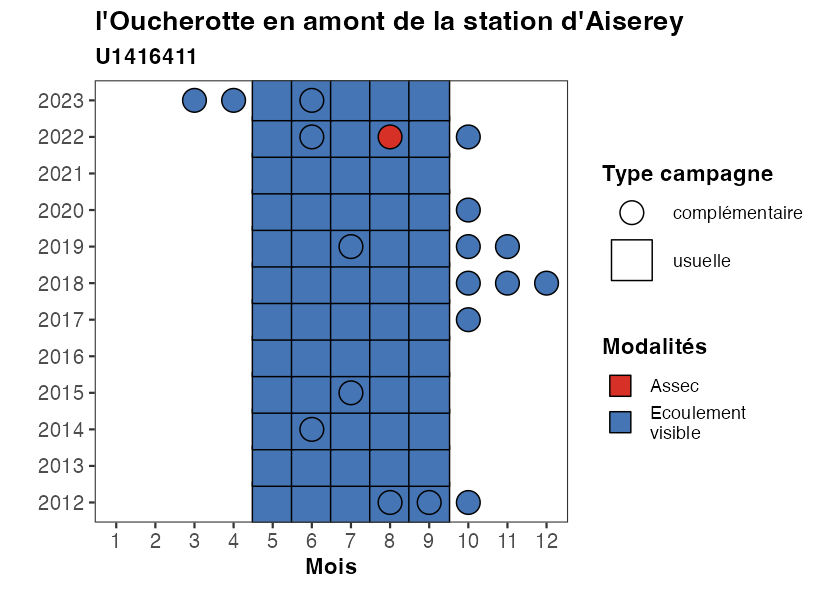 l'Oucherotte en amont de la station d'Aiserey
U1416411
2023
2022
2021
2020
2019
2018
2017
2016
2015
2014
2013
2012
1 2 3 4 5 6 7 8 9 10 11 12
Mois
Type campagne
complémentaire
usuelle
Modalités
Assec
Ecoulement
visible